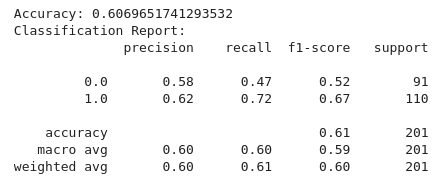 Accuracy: 0.6069651741293532
Classification Report:
precision recall f1-score support
0.0 0.58 0.47 0.52 91
1.0 0.62 0.72 0.67 110
accuracy 0.61 201
macro avg 0.60 0.60 0.59 201
weighted avg 0.60 0.61 0.60 201